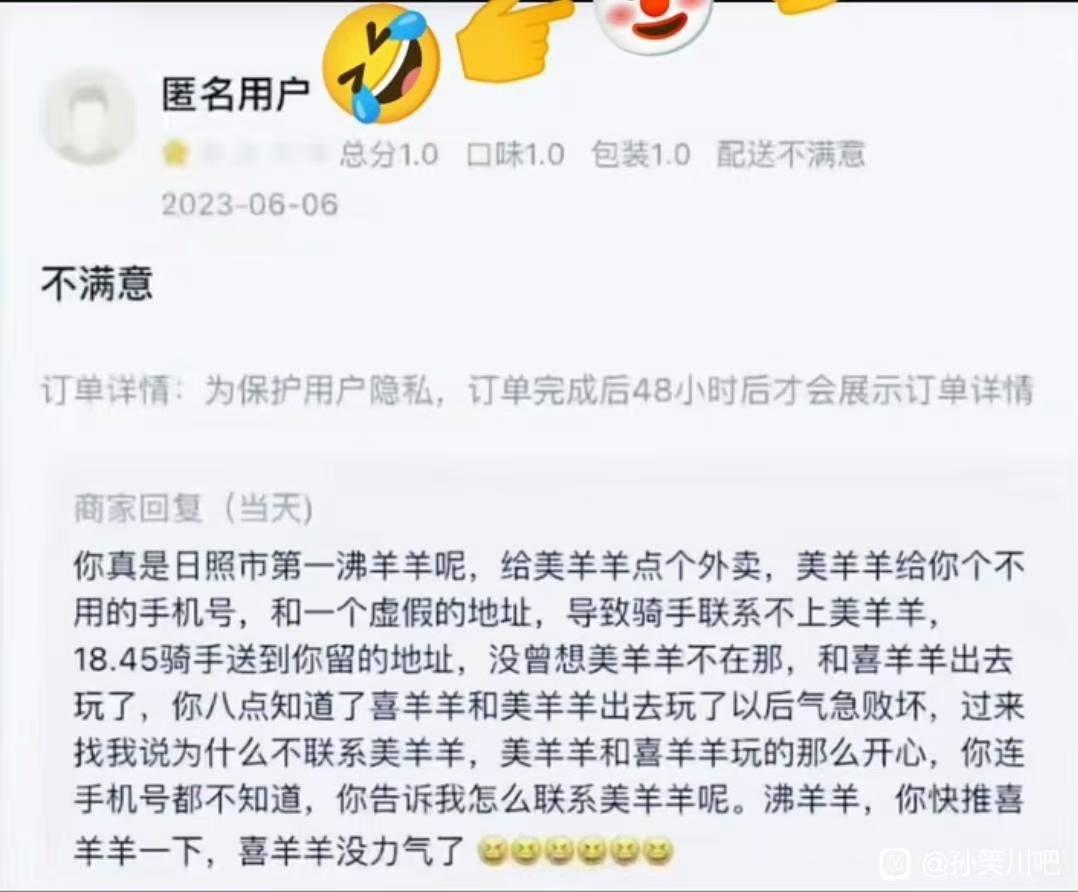 匿名用户
总分1.0 口味1.0 包装1.0 配送不满意
2023-06-06
不满意
订单详情：为保护用户隐私，订单完成后48小时后才会展示订单详情
商家回复（当天)
你真是日照市第一沸羊羊呢，给美羊羊点个外卖，美羊羊给你个不
用的手机号，和一个虚假的地址，导致骑手联系不上美羊羊，
18.45骑手送到你留的地址，没曾想美羊羊不在那，和喜羊羊出去
玩了，你八点知道了喜羊羊和美羊羊出去玩了以后气急败坏，过来
找我说为什么不联系美羊羊，美羊羊和喜羊羊玩的那么开心，你连
手机号都不知道，你告诉我怎么联系美羊羊呢。沸羊羊，你快推喜
羊羊一下，喜羊羊没力气了
@孙笑川吧